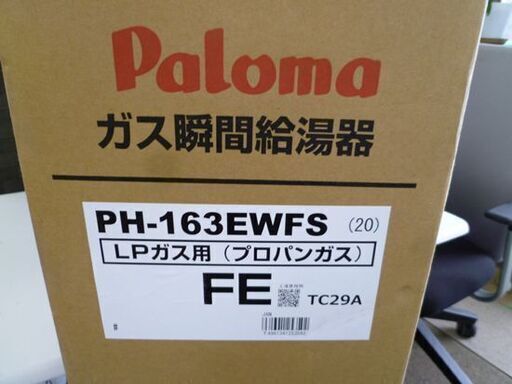 Paloma
ガス瞬間給湯器
PH-163EWFS (20)
LPガス用(プロパンガス)
FE TC29A
JAN